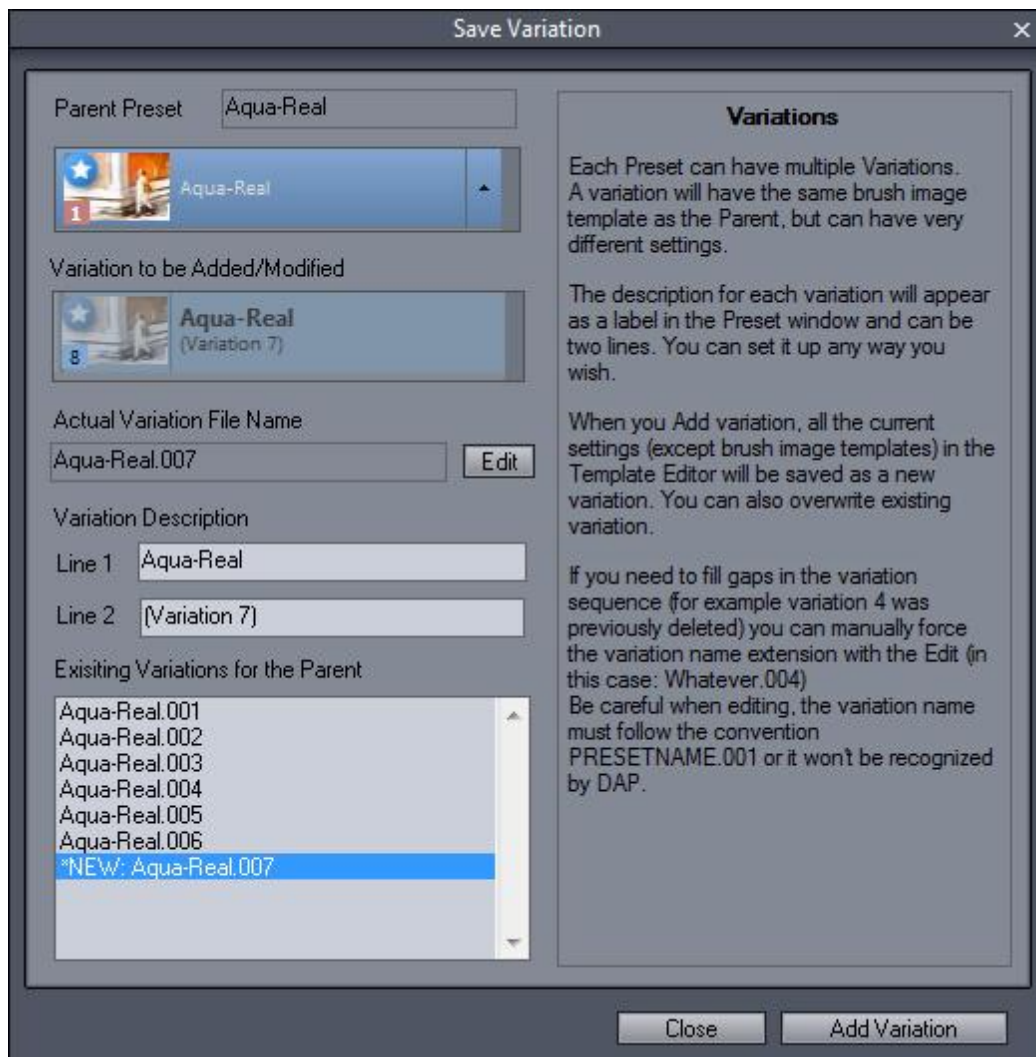 Save Variation
Parent Preset
Aqua-Real
1
Aqua-Real
Variation to be Added/Modified
8
Aqua-Real
(Variation 7)
Actual Variation File Name
Aqua-Real.007
Edit
Variation Description
Line 1
Aqua-Real
Line 2
(Variation 7)
Exisiting Variations for the Parent
Aqua-Real.001
Aqua-Real.002
Aqua-Real.003
Aqua-Real.004
Aqua-Real.005
Aqua-Real.006
*NEW: Aqua-Real.007
Variations
Each Preset can have multiple Variations.
A variation will have the same brush image
template as the Parent, but can have very
different settings.
The description for each variation will appear
as a label in the Preset window and can be
two lines. You can set it up any way you
wish.
When you Add variation, all the current
settings (except brush image templates) in the
Template Editor will be saved as a new
variation. You can also overwrite existing
variation.
If you need to fill gaps in the variation
sequence (for example variation 4 was
previously deleted) you can manually force
the variation name extension with the Edit (in
this case: Whatever.004)
Be careful when editing, the variation name
must follow the convention
PRESETNAME.001 or it won't be recognized
by DAP.
Close
Add Variation